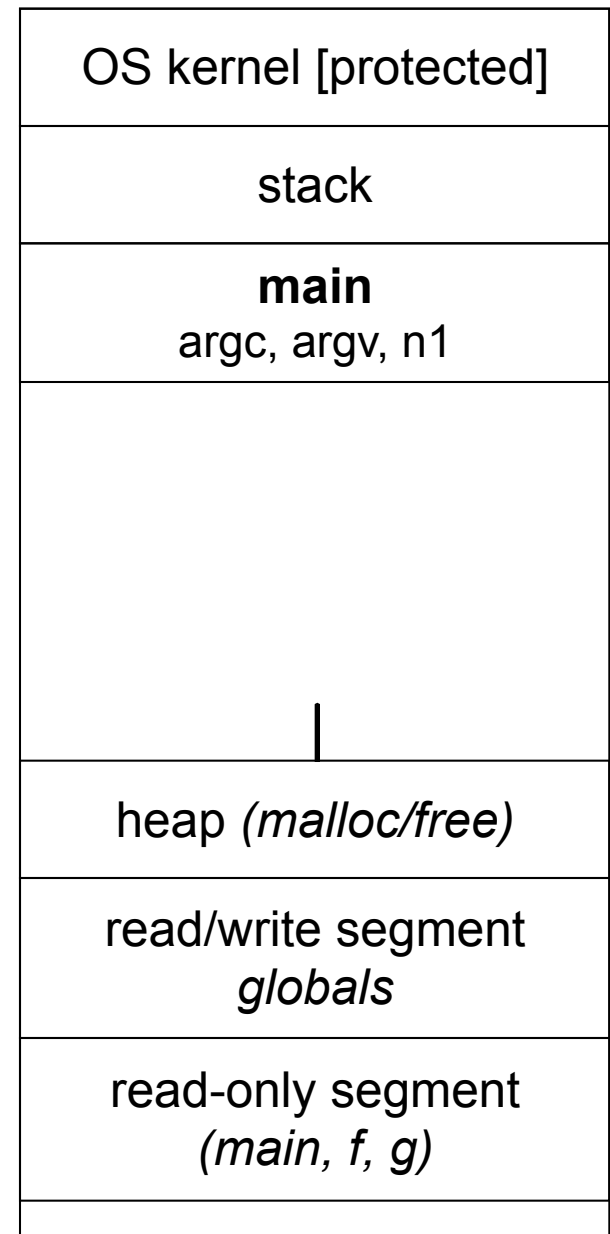 OS kernel [protected]
stack
main
argc, argv, n1
heap (malloc/free)
read/write segment
globals
read-only segment
(main, f, g)